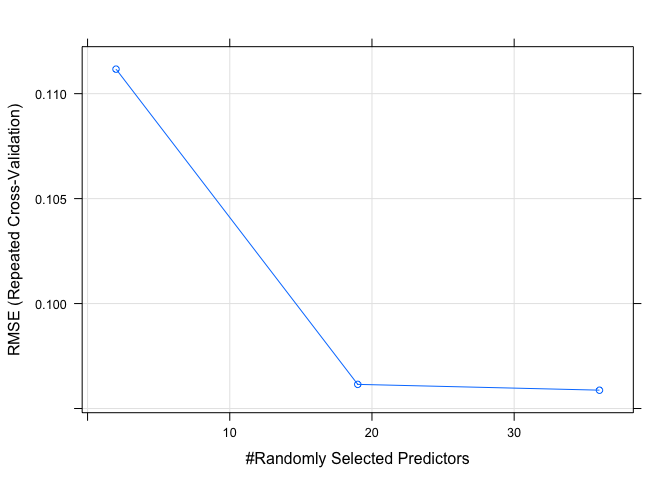 RMSE (Repeated Cross-Validation)
0.110
0.105
0.100
10 20 30
#Randomly Selected Predictors